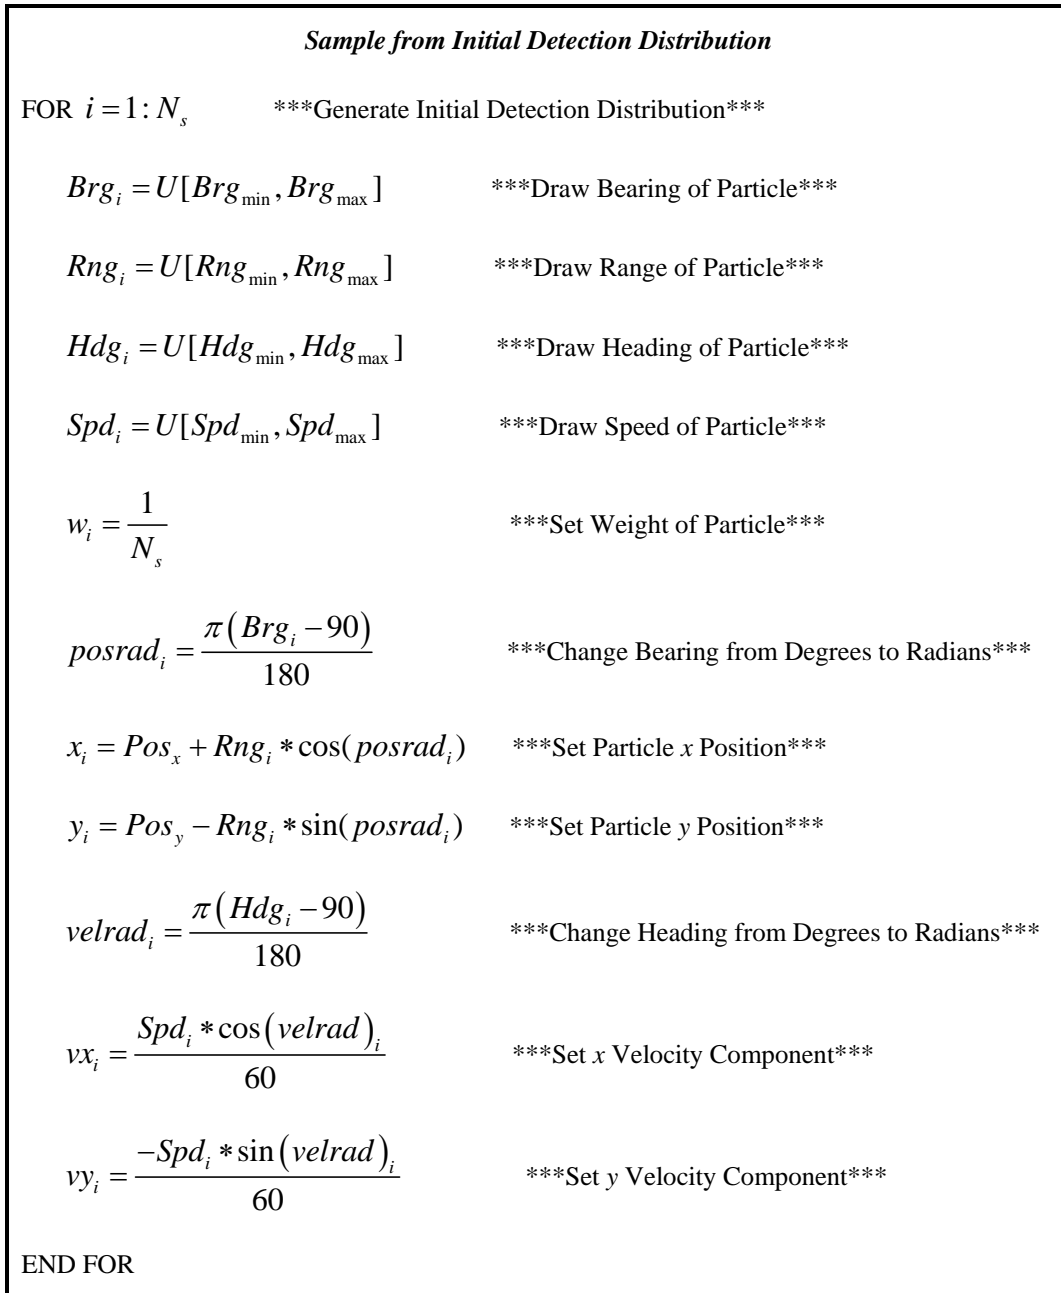 Sample from Initial Detection Distribution
FOR i = 1 : N_s ***Generate Initial Detection Distribution***
Brg_i = U[Brg_min, Brg_max] ***Draw Bearing of Particle***
Rng_i = U[Rng_min, Rng_max] ***Draw Range of Particle***
Hdg_i = U[Hdg_min, Hdg_max] ***Draw Heading of Particle***
Spd_i = U[Spd_min, Spd_max] ***Draw Speed of Particle***
w_i = 1/N_s ***Set Weight of Particle***
posrad_i = π(Brg_i − 90)/180 ***Change Bearing from Degrees to Radians***
x_i = Pos_x + Rng_i * cos(posrad_i) ***Set Particle x Position***
y_i = Pos_y − Rng_i * sin(posrad_i) ***Set Particle y Position***
velrad_i = π(Hdg_i − 90)/180 ***Change Heading from Degrees to Radians***
vx_i = Spd_i * cos(velrad)_i/60 ***Set x Velocity Component***
vy_i = −Spd_i * sin(velrad)_i/60 ***Set y Velocity Component***
END FOR